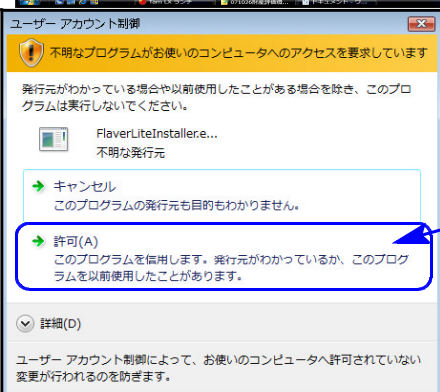 ユーザー アカウント制御
不明なプログラムがお使いのコンピュータへのアクセスを要求しています
発行元がわかっている場合や以前使用したことがある場合を除き、このプロ
グラムは実行しないでください。
FlaverLiteInstaller.e...
不明な発行元
キャンセル
このプログラムの発行元も目的もわかりません。
許可(A)
このプログラムを信用します。発行元がわかっているか、このプログ
ラムを以前使用したことがあります。
詳細(D)
ユーザー アカウント制御によって、お使いのコンピュータへ許可されていない
変更が行われるのを防ぎます。